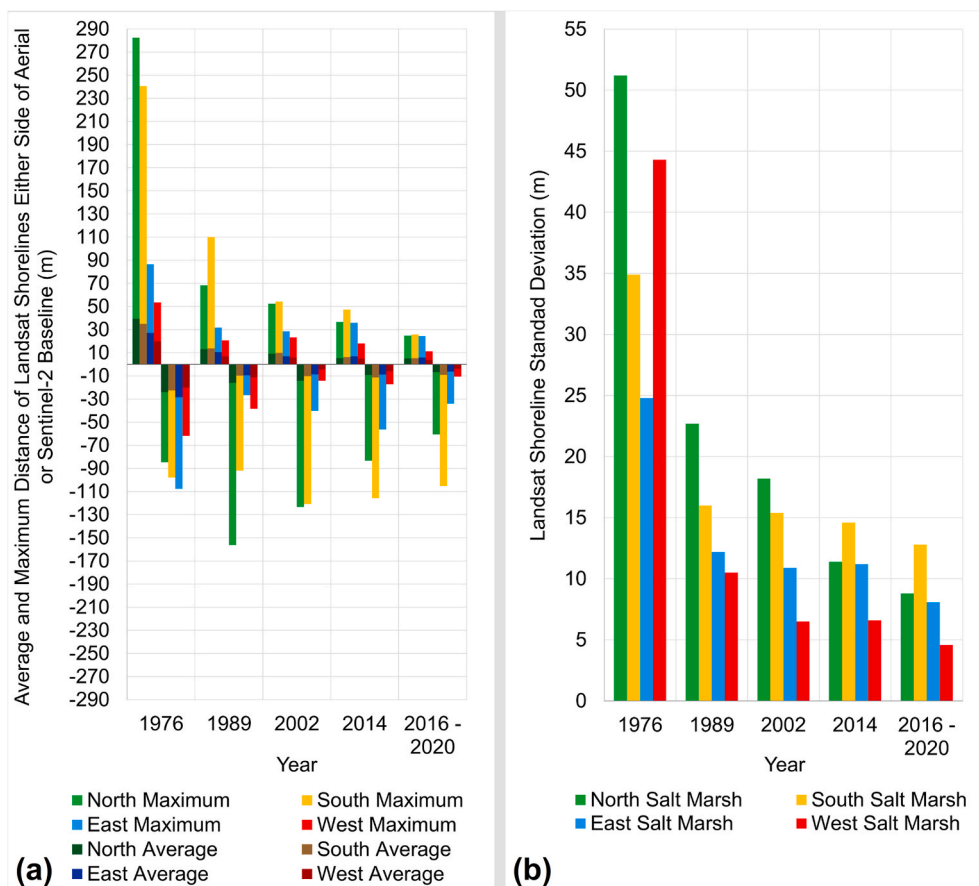 Average and Maximum Distance of Landsat Shorelines Either Side of Aerial
or Sentinel-2 Baseline (m)
290
270
250
230
210
190
170
150
130
110
90
70
50
30
10
-10
-30
-50
-70
-90
-110
-130
-150
-170
-190
-210
-230
-250
-270
-290
1976 1989 2002 2014 2016 -
2020
Year
North Maximum South Maximum
East Maximum West Maximum
North Average South Average
East Average West Average
(a)
Landsat Shoreline Standad Deviation (m)
55
50
45
40
35
30
25
20
15
10
5
0
1976 1989 2002 2014 2016 -
2020
Year
North Salt Marsh South Salt Marsh
East Salt Marsh West Salt Marsh
(b)